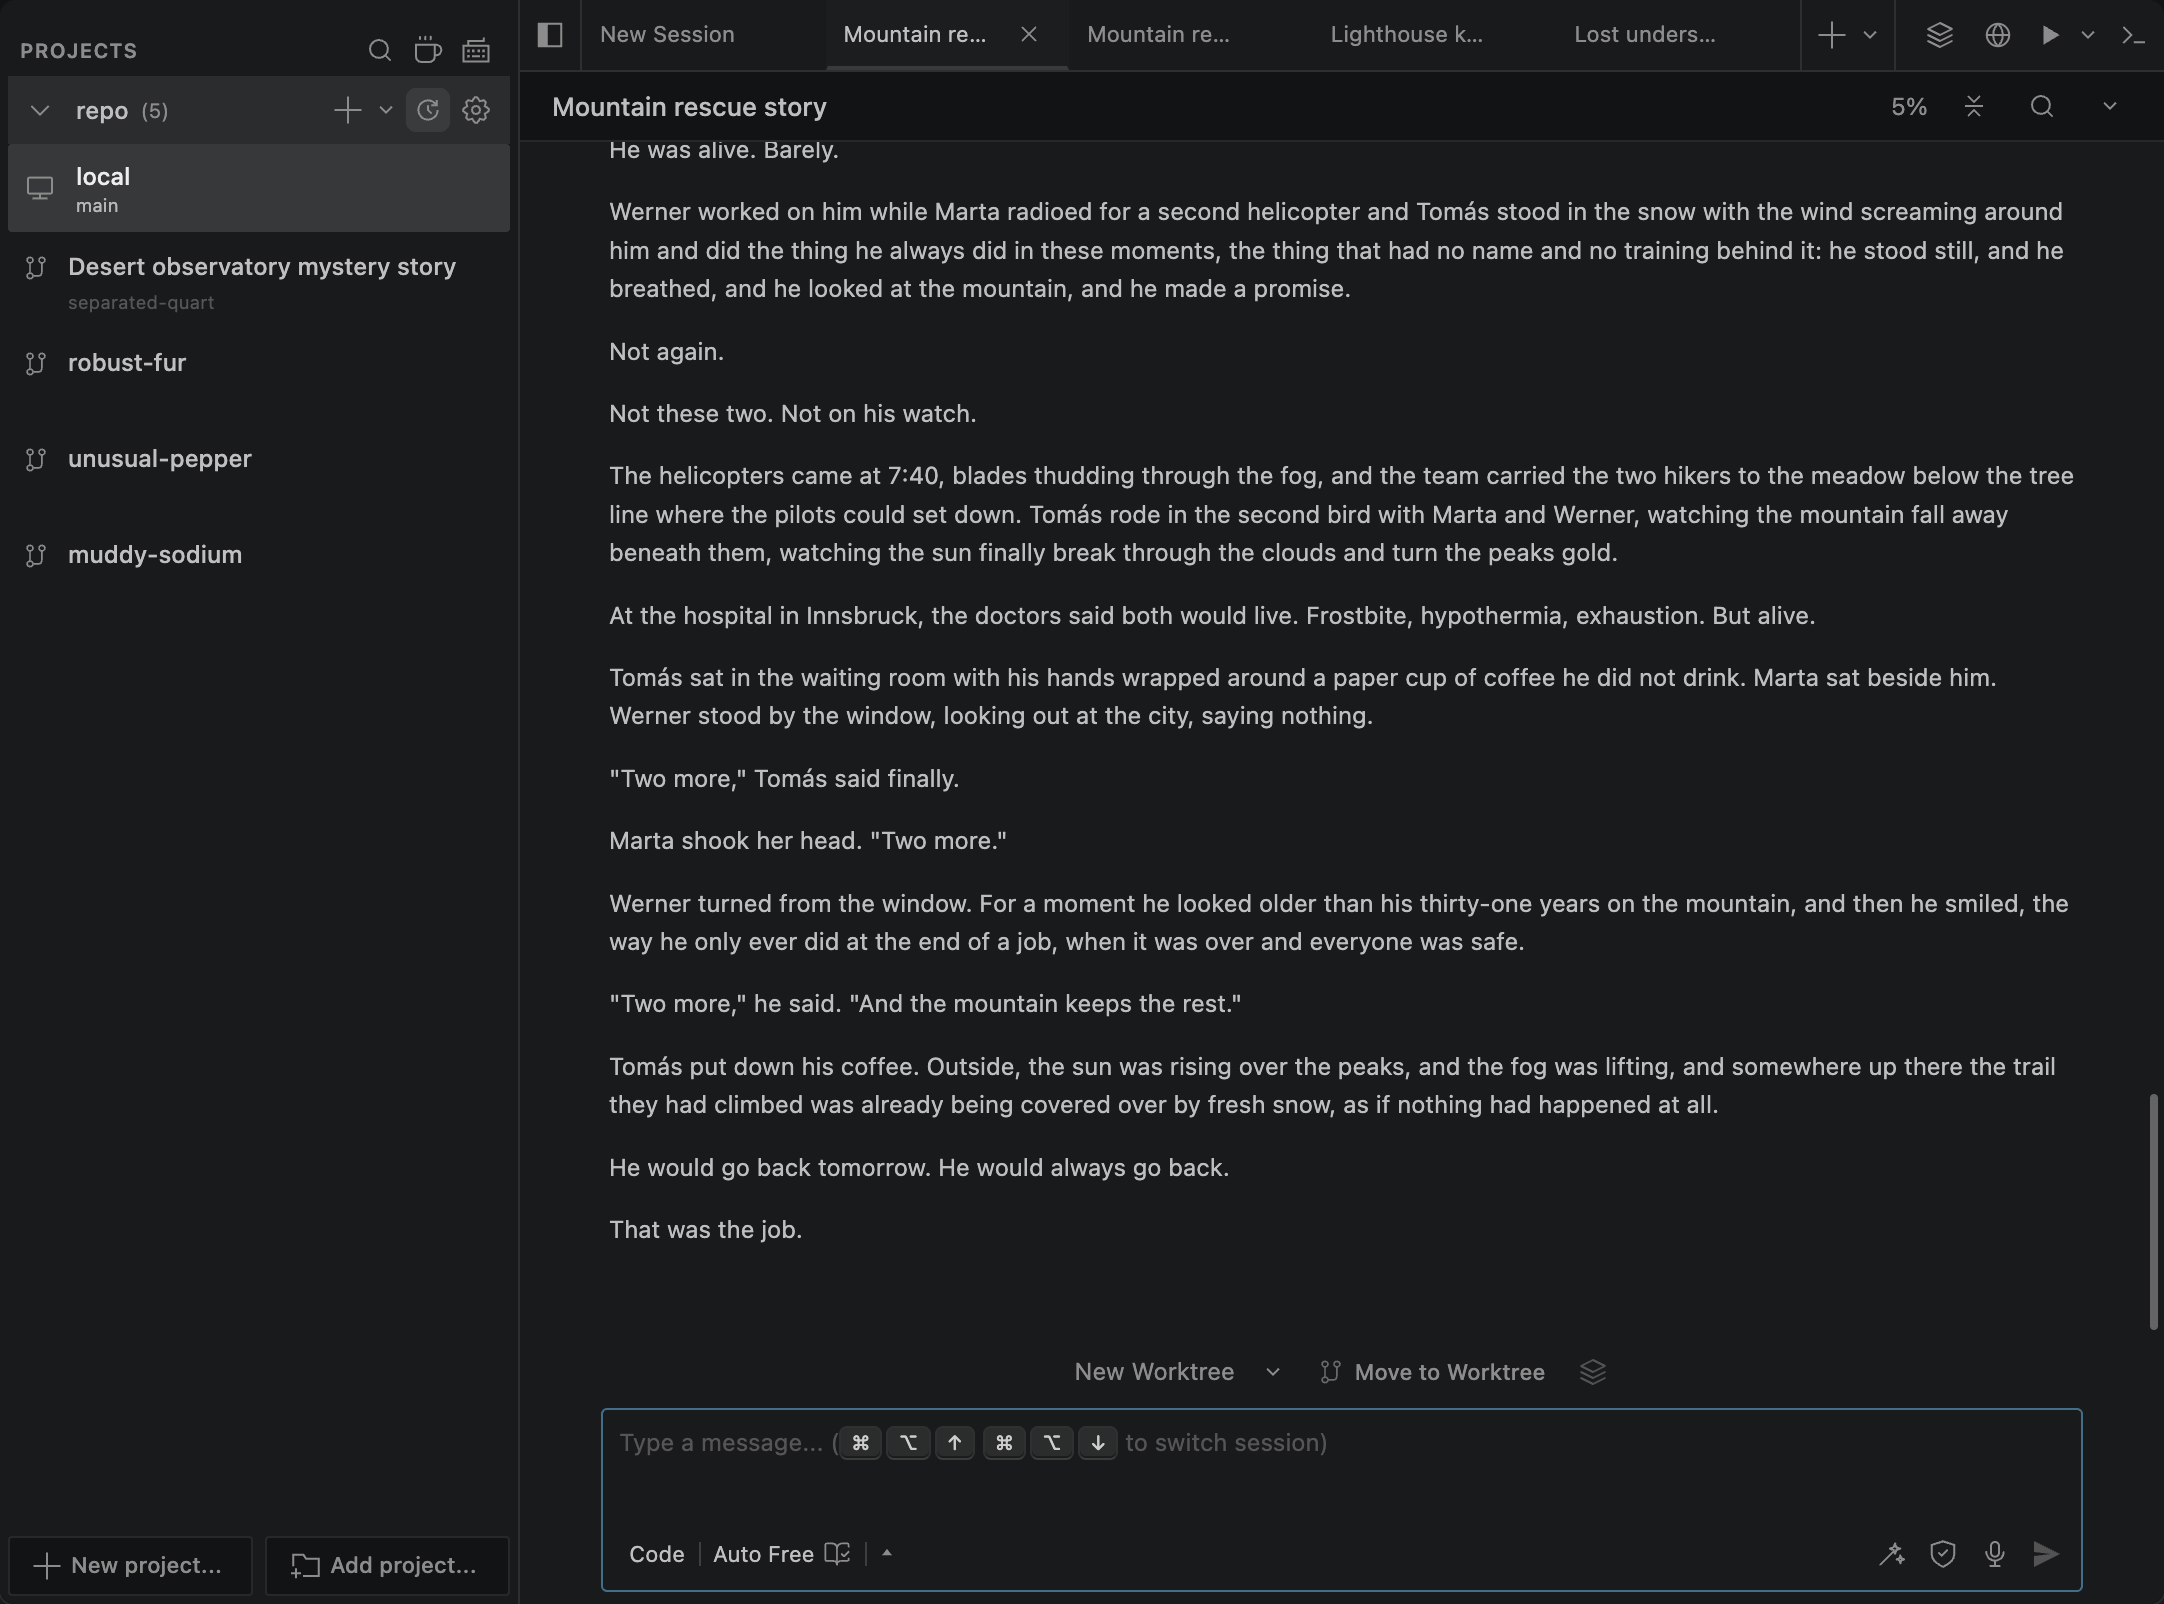 PROJECTS
repo (5)
local
main
Desert observatory mystery story
separated-quart
robust-fur
unusual-pepper
muddy-sodium
New project...
Add project...
New Session
Mountain re...
Mountain re...
Lighthouse k...
Lost unders...
Mountain rescue story
5%
He was alive. Barely.
Werner worked on him while Marta radioed for a second helicopter and Tomás stood in the snow with the wind screaming around
him and did the thing he always did in these moments, the thing that had no name and no training behind it: he stood still, and he
breathed, and he looked at the mountain, and he made a promise.
Not again.
Not these two. Not on his watch.
The helicopters came at 7:40, blades thudding through the fog, and the team carried the two hikers to the meadow below the tree
line where the pilots could set down. Tomás rode in the second bird with Marta and Werner, watching the mountain fall away
beneath them, watching the sun finally break through the clouds and turn the peaks gold.
At the hospital in Innsbruck, the doctors said both would live. Frostbite, hypothermia, exhaustion. But alive.
Tomás sat in the waiting room with his hands wrapped around a paper cup of coffee he did not drink. Marta sat beside him.
Werner stood by the window, looking out at the city, saying nothing.
"Two more," Tomás said finally.
Marta shook her head. "Two more."
Werner turned from the window. For a moment he looked older than his thirty-one years on the mountain, and then he smiled, the
way he only ever did at the end of a job, when it was over and everyone was safe.
"Two more," he said. "And the mountain keeps the rest."
Tomás put down his coffee. Outside, the sun was rising over the peaks, and the fog was lifting, and somewhere up there the trail
they had climbed was already being covered over by fresh snow, as if nothing had happened at all.
He would go back tomorrow. He would always go back.
That was the job.
New Worktree
Move to Worktree
Type a message... (⌘ ⌥ ↑ ⌘ ⌥ ↓ to switch session)
Code
Auto Free